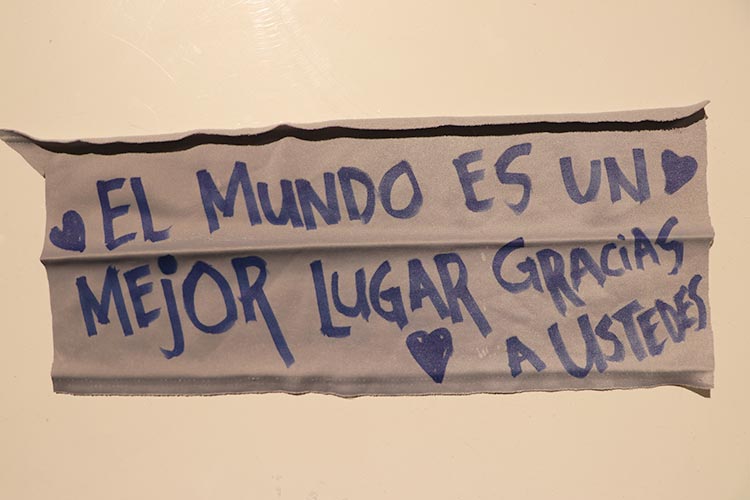 EL MUNDO ES UN
MEJOR LUGAR GRACIAS
A USTEDES